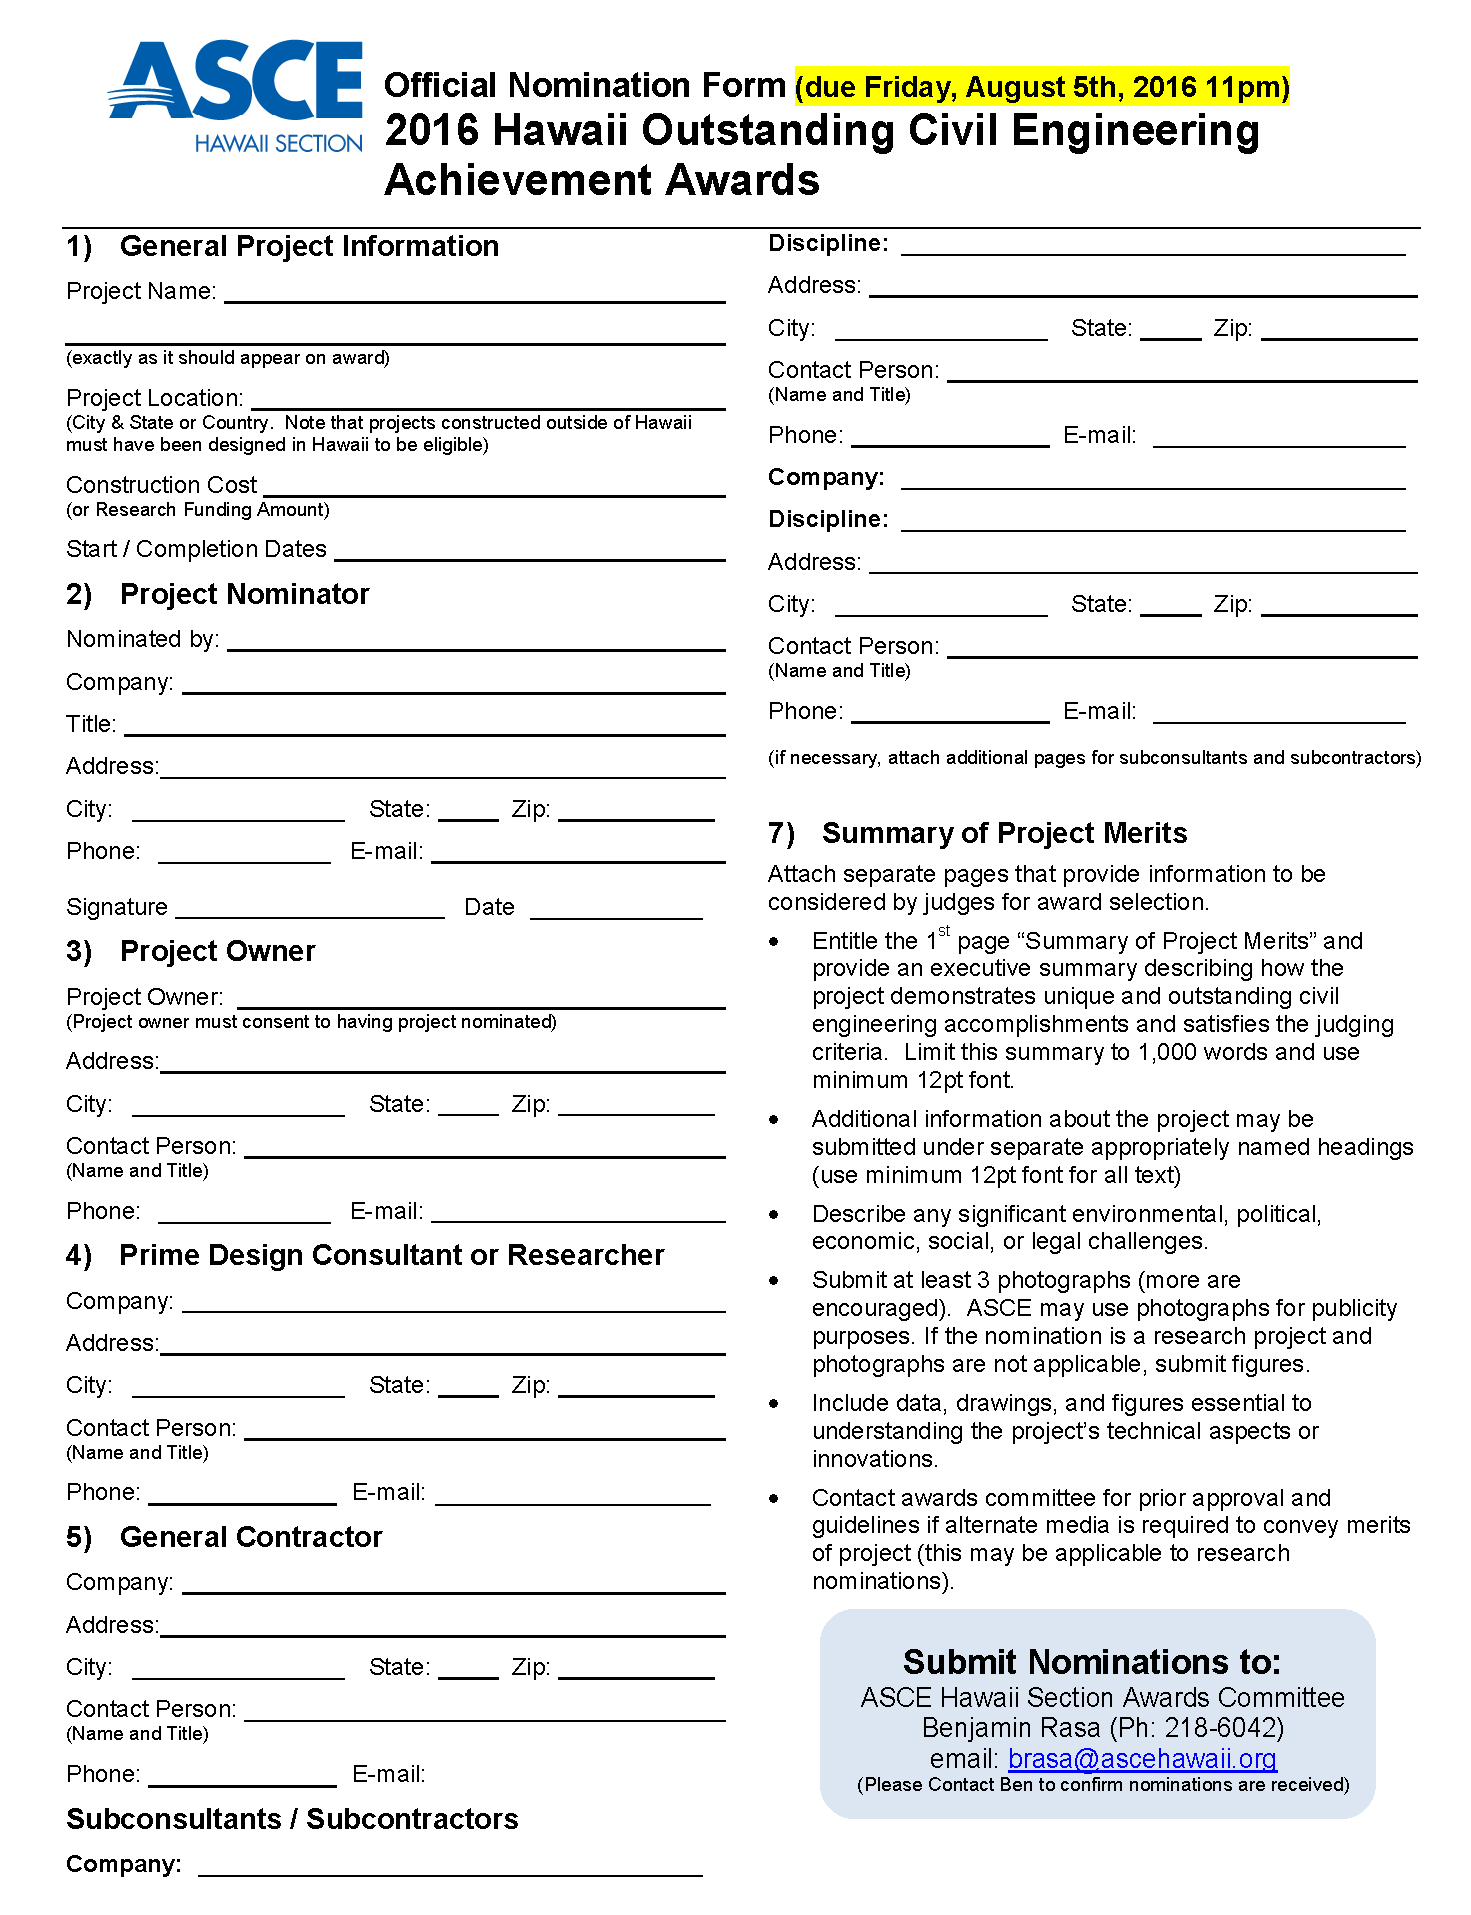 ASCE
HAWAII SECTION
Official Nomination Form (due Friday, August 5th, 2016 11pm)
2016 Hawaii Outstanding Civil Engineering
Achievement Awards
1) General Project Information
Project Name:
(exactly as it should appear on award)
Project Location:
(City & State or Country.  Note that projects constructed outside of Hawaii
must have been designed in Hawaii to be eligible)
Construction Cost
(or Research Funding Amount)
Start / Completion Dates
2) Project Nominator
Nominated by:
Company:
Title:
Address:
City: State: Zip:
Phone: E-mail:
Signature Date
3) Project Owner
Project Owner:
(Project owner must consent to having project nominated)
Address:
City: State: Zip:
Contact Person:
(Name and Title)
Phone: E-mail:
4) Prime Design Consultant or Researcher
Company:
Address:
City: State: Zip:
Contact Person:
(Name and Title)
Phone: E-mail:
5) General Contractor
Company:
Address:
City: State: Zip:
Contact Person:
(Name and Title)
Phone: E-mail:
Subconsultants / Subcontractors
Company:
Discipline:
Address:
City: State: Zip:
Contact Person:
(Name and Title)
Phone: E-mail:
Company:
Discipline:
Address:
City: State: Zip:
Contact Person:
(Name and Title)
Phone: E-mail:
(if necessary, attach additional pages for subconsultants and subcontractors)
7) Summary of Project Merits
Attach separate pages that provide information to be
considered by judges for award selection.
• Entitle the 1st page “Summary of Project Merits” and
provide an executive summary describing how the
project demonstrates unique and outstanding civil
engineering accomplishments and satisfies the judging
criteria.  Limit this summary to 1,000 words and use
minimum 12pt font.
• Additional information about the project may be
submitted under separate appropriately named headings
(use minimum 12pt font for all text)
• Describe any significant environmental, political,
economic, social, or legal challenges.
• Submit at least 3 photographs (more are
encouraged).  ASCE may use photographs for publicity
purposes. If the nomination is a research project and
photographs are not applicable, submit figures.
• Include data, drawings, and figures essential to
understanding the project’s technical aspects or
innovations.
• Contact awards committee for prior approval and
guidelines if alternate media is required to convey merits
of project (this may be applicable to research
nominations).
Submit Nominations to:
ASCE Hawaii Section Awards Committee
Benjamin Rasa (Ph: 218-6042)
email: brasa@ascehawaii.org
(Please Contact Ben to confirm nominations are received)